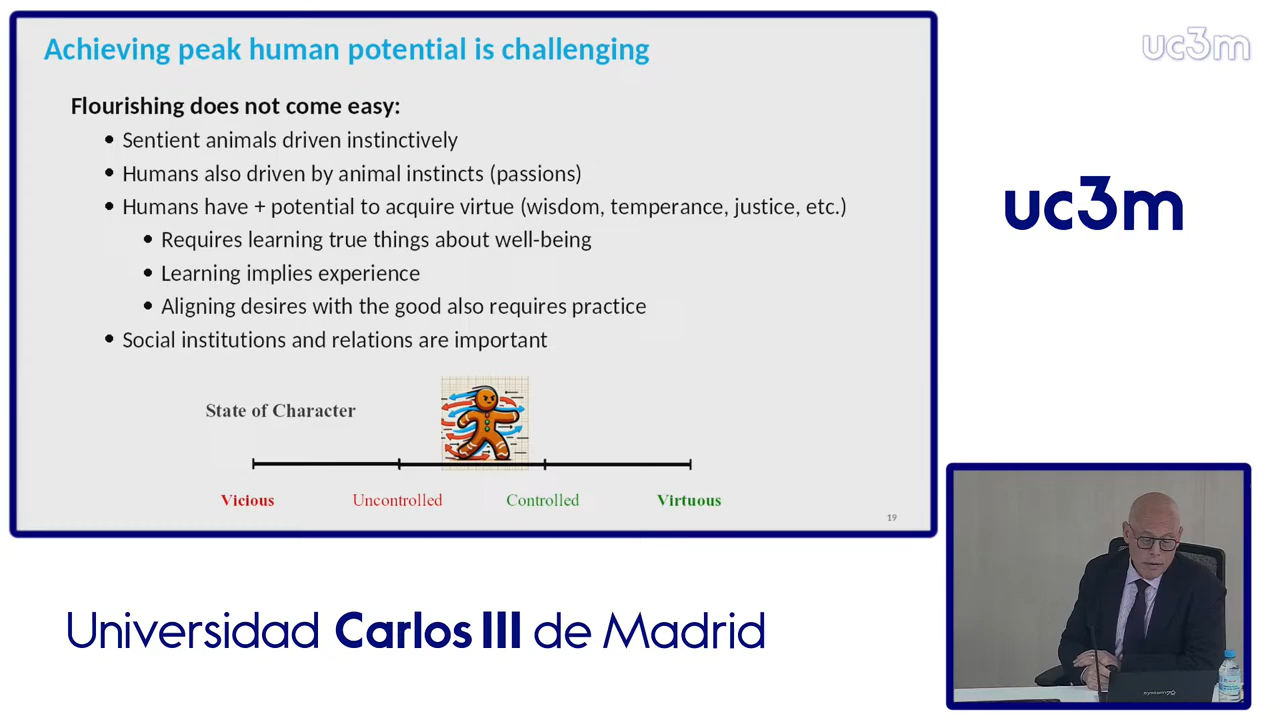 Achieving peak human potential is challenging
Flourishing does not come easy:
• Sentient animals driven instinctively
• Humans also driven by animal instincts (passions)
• Humans have + potential to acquire virtue (wisdom, temperance, justice, etc.)
• Requires learning true things about well-being
• Learning implies experience
• Aligning desires with the good also requires practice
• Social institutions and relations are important
State of Character
Vicious Uncontrolled Controlled Virtuous
19
uc3m
uc3m
Universidad Carlos III de Madrid